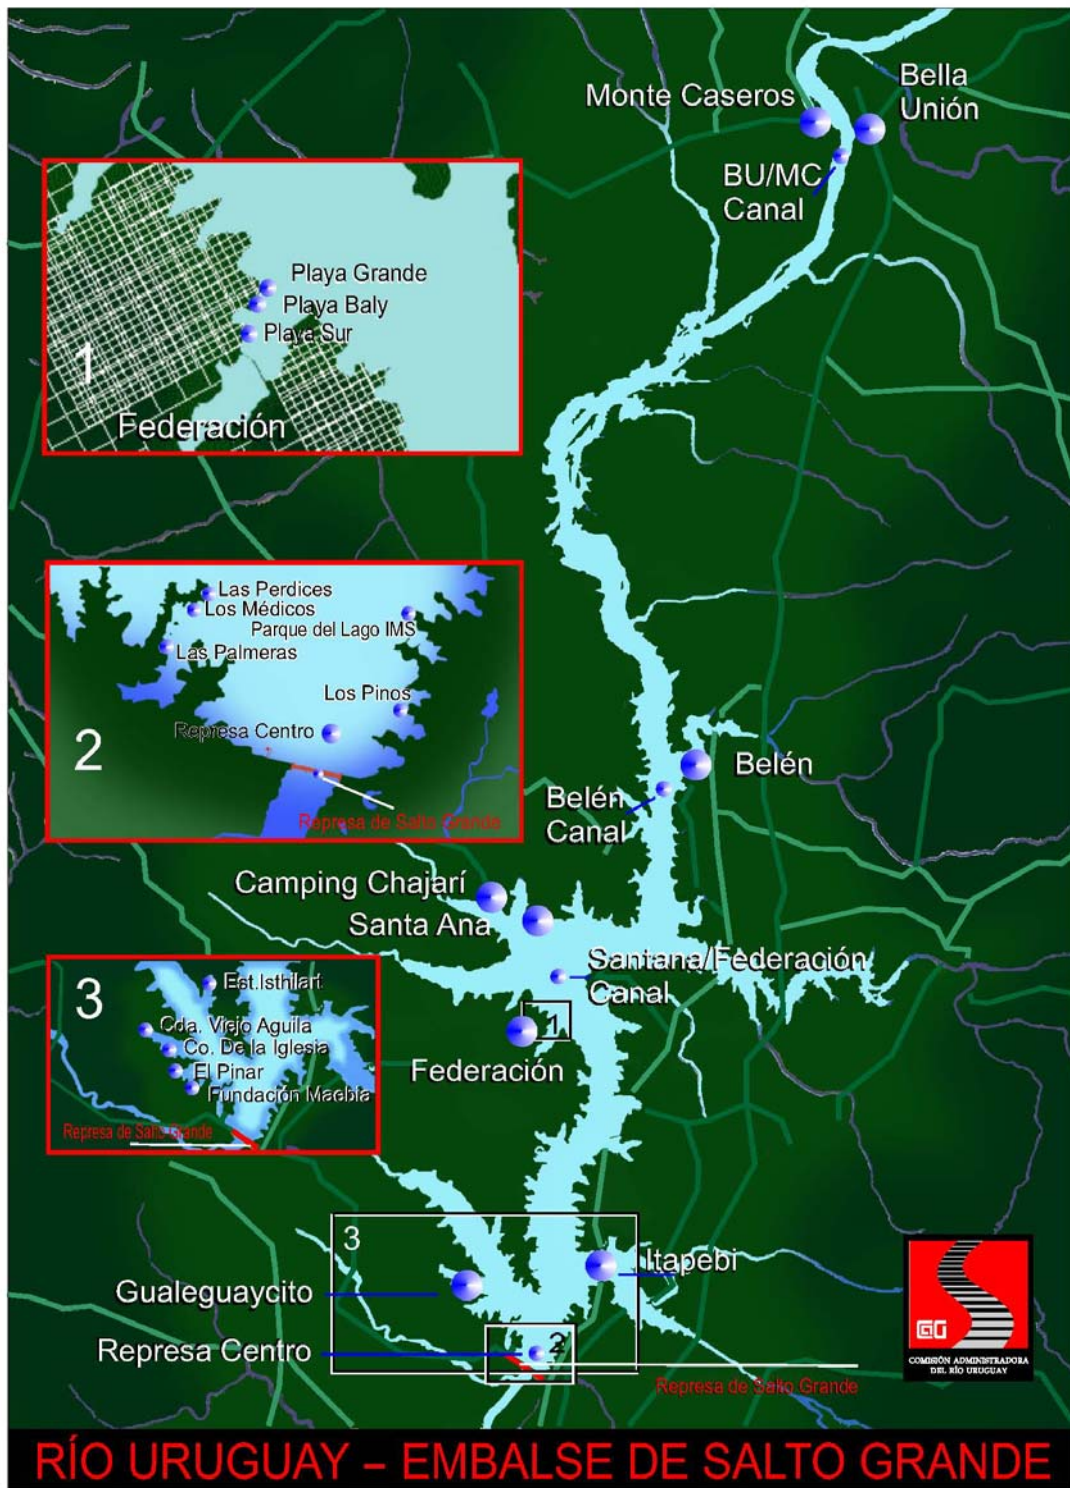 Monte Caseros
Bella
Unión
BU/MC
Canal
Playa Grande
Playa Baly
Playa Sur
1
Federación
Las Perdices
Los Médicos
Parque del Lago IMS
Las Palmeras
Los Pinos
Represa Centro
2
Represa de Salto Grande
Belén
Belén
Canal
Camping Chajarí
Santa Ana
Santana/Federación
Canal
1
Federación
3
Est.Isthilart
Cda. Viejo Aguila
Co. De la Iglesia
El Pinar
Fundación Maebla
Represa de Salto Grande
3
Itapebi
Gualeguaycito
2
Represa Centro
Represa de Salto Grande
COMISIÓN ADMINISTRADORA
DEL RÍO URUGUAY
RÍO URUGUAY – EMBALSE DE SALTO GRANDE